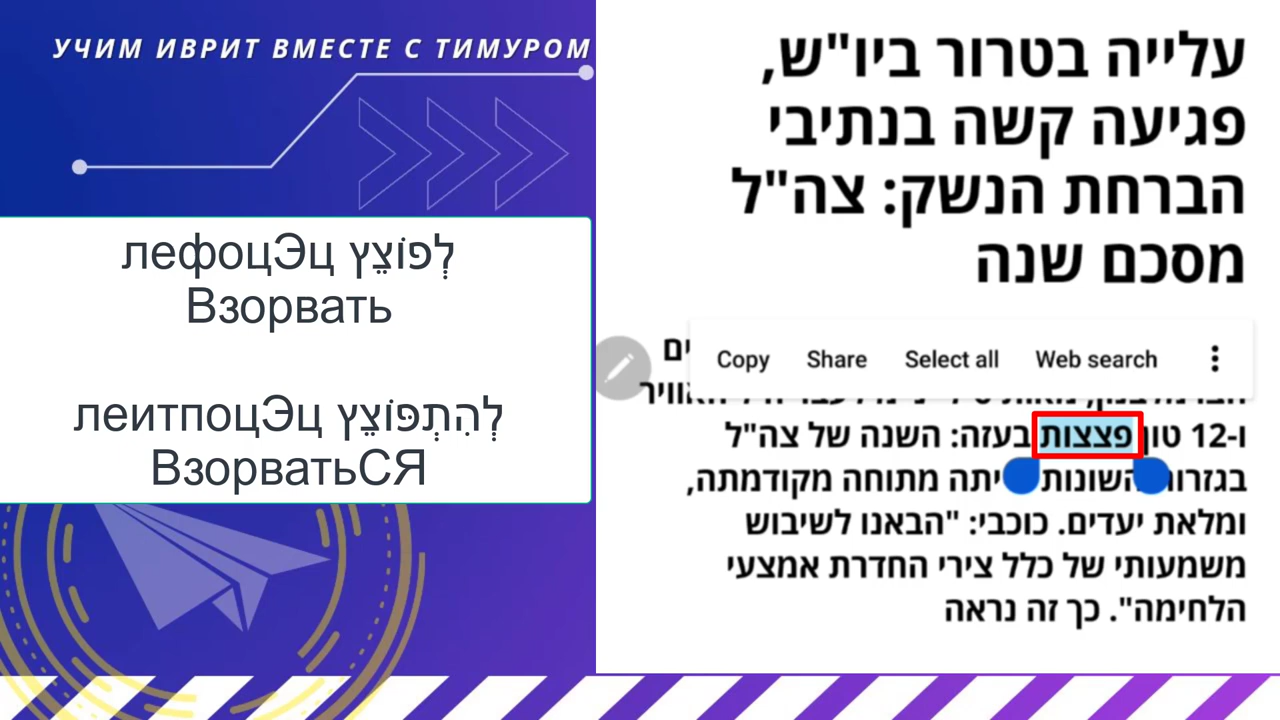 УЧИМ ИВРИТ ВМЕСТЕ С ТИМУРОМ
лефоцЭц לְפוֹצֵץ
Взорвать
леитпоцЭц לְהִתְפּוֹצֵץ
ВзорватьСЯ
עלייה בטרור ביו"ש,
פגיעה קשה בנתיבי
הברחת הנשק: צה"ל
מסכם שנה
Copy Share Select all Web search
ו-12 טון פצצות בעזה: השנה של צה"ל
השונות מתוחה מקודמתה,
ומלאת יעדים. כוכבי: "הבאנו לשיבוש
משמעותי של כלל צירי החדרת אמצעי
הלחימה". כך זה נראה